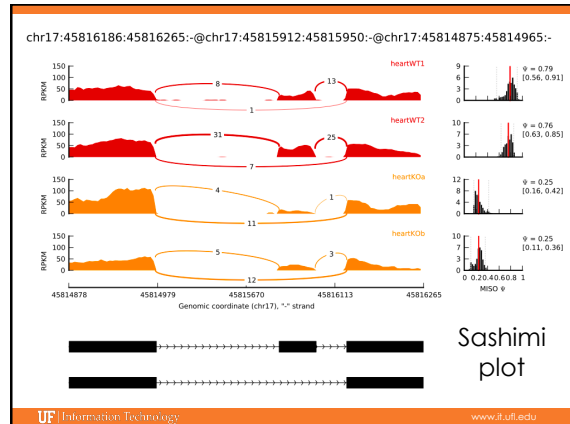 chr17:45816186:45816265:-@chr17:45815912:45815950:-@chr17:45814875:45814965:-
heartWT1
150
100
50
0
RPKM
8
13
1
9
6
3
0
Ψ = 0.79
[0.56, 0.91]
heartWT2
150
100
50
0
RPKM
31
25
7
10
5
0
Ψ = 0.76
[0.63, 0.85]
heartKOa
150
100
50
0
RPKM
4
1
11
12
8
4
0
Ψ = 0.25
[0.16, 0.42]
heartKOb
150
100
50
0
RPKM
5
3
12
10
5
0
Ψ = 0.25
[0.11, 0.36]
0 0.20.40.60.8 1
MISO Ψ
45814878 45814979 45815670 45816113 45816265
Genomic coordinate (chr17), "-" strand
Sashimi
plot
UF Information Technology
www.it.ufl.edu